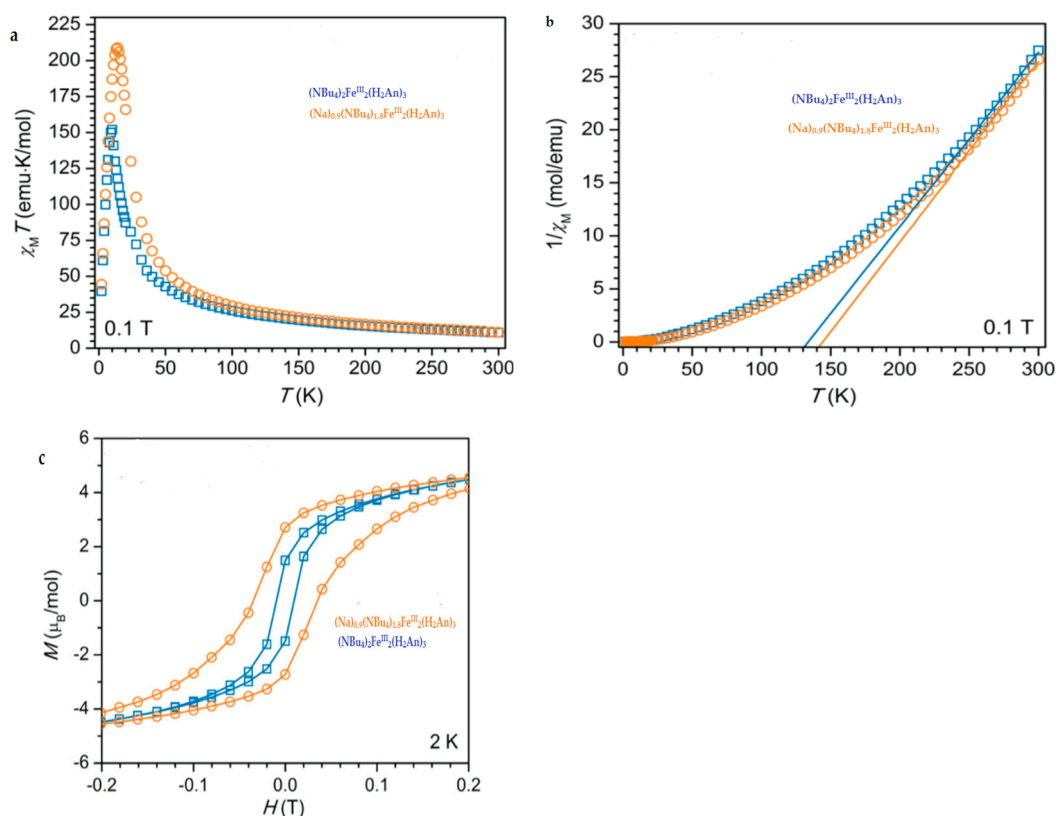 a
225
200
175
150
125
100
75
50
25
0
χMT (emu·K/mol)
(NBu4)2FeIII2(H2An)3
(Na)0.9(NBu4)1.8FeIII2(H2An)3
0.1 T
0 50 100 150 200 250 300
T (K)
b
30
25
20
15
10
5
0
1/χM (mol/emu)
(NBu4)2FeIII2(H2An)3
(Na)0.9(NBu4)1.8FeIII2(H2An)3
0.1 T
0 50 100 150 200 250 300
T (K)
c
6
4
2
0
-2
-4
-6
M (μB/mol)
(Na)0.9(NBu4)1.8FeIII2(H2An)3
(NBu4)2FeIII2(H2An)3
2 K
-0.2 -0.1 0.0 0.1 0.2
H (T)